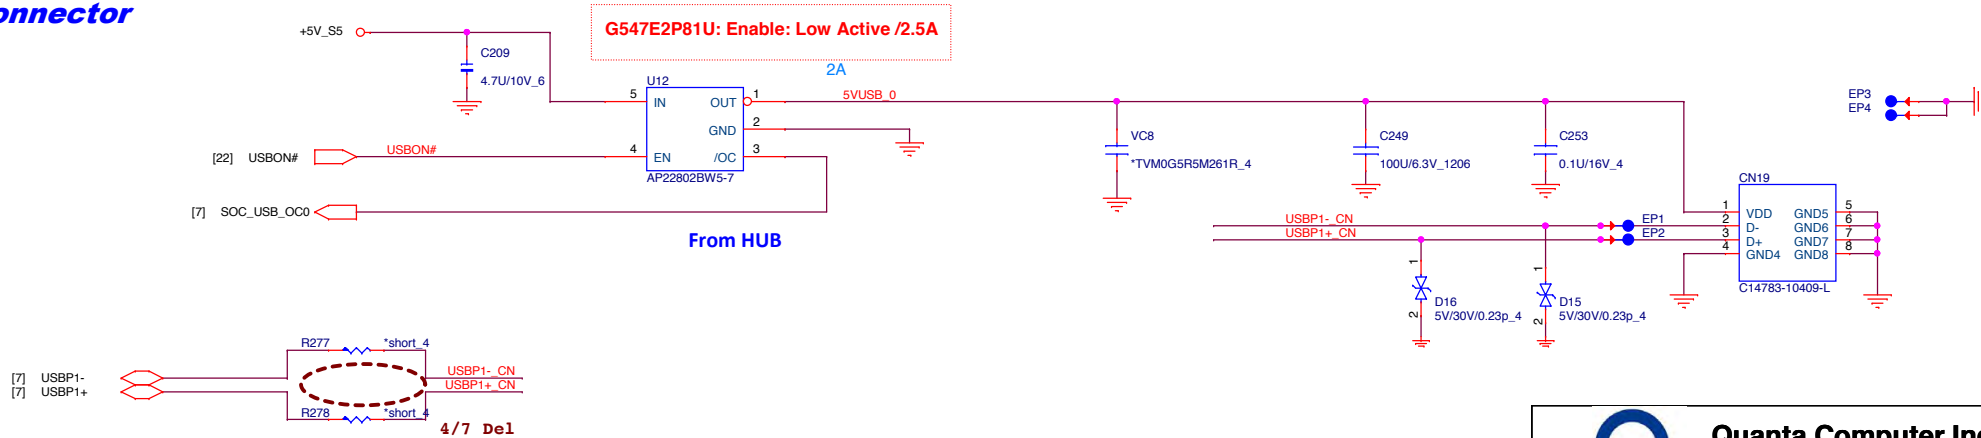 onnector
G547E2P81U: Enable: Low Active /2.5A
+5V_S5
C209
4.7U/10V_6
2A
U12
5 IN OUT 1
5VUSB_0
GND 2
4 EN /OC 3
AP22802BW5-7
[22] USBON#
USBON#
[7] SOC_USB_OC0
From HUB
VC8
*TVM0G5R5M261R_4
C249
100U/6.3V_1206
C253
0.1U/16V_4
EP3
EP4
CN19
1 VDD GND5 5
2 D- GND6 6
3 D+ GND7 7
4 GND4 GND8 8
C14783-10409-L
USBP1-_CN
USBP1+_CN
EP1
EP2
1
2
D16
5V/30V/0.23p_4
1
2
D15
5V/30V/0.23p_4
R277 *short_4
[7] USBP1-
[7] USBP1+
USBP1-_CN
USBP1+_CN
R278 *short_4
4/7 Del
Quanta Computer Inc